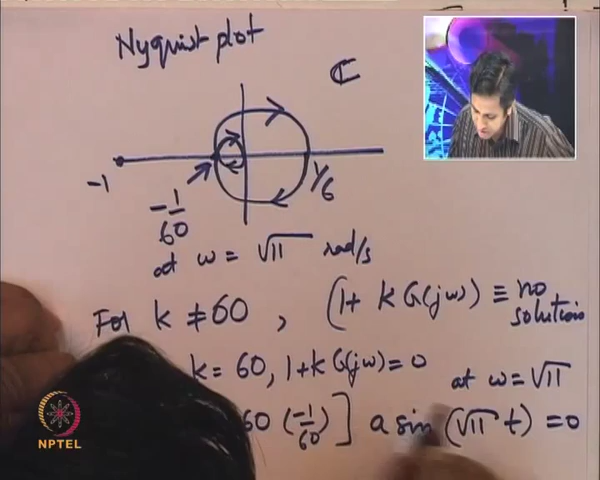 Nyquist plot
ℂ
-1
1/6
-1/60
at ω = √11 rad/s
For k ≠ 60, (1 + k G(jω)) ≡ no solution
k = 60, 1 + k G(jω) = 0 at ω = √11
60 (-1/60)] a sin (√11 t) = 0
NPTEL